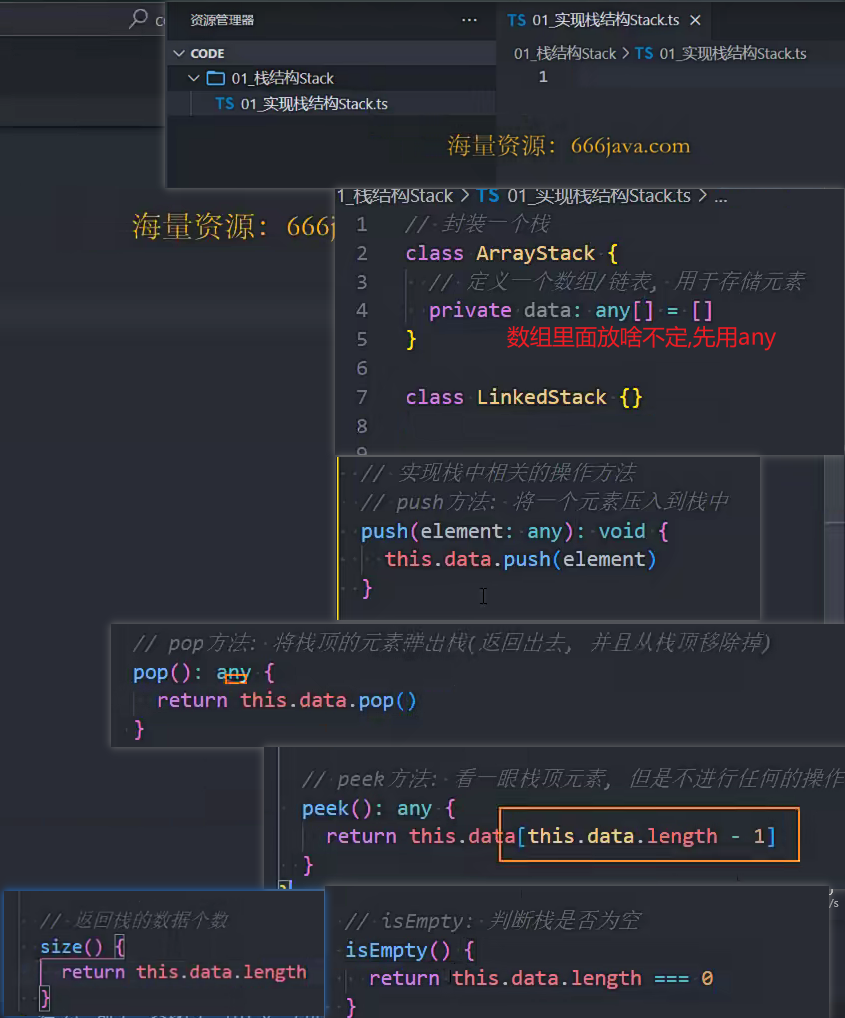 资源管理器
TS 01_实现栈结构Stack.ts
CODE
01_栈结构Stack > TS 01_实现栈结构Stack.ts
01_栈结构Stack
1
TS 01_实现栈结构Stack.ts
海量资源：666java.com
海量资源：666j
1_栈结构Stack > TS 01_实现栈结构Stack.ts > ...
1 // 封装一个栈
2 class ArrayStack {
3 // 定义一个数组/链表, 用于存储元素
4 private data: any[] = []
5 }
数组里面放啥不定,先用any
6
7 class LinkedStack {}
8
9
// 实现栈中相关的操作方法
// push方法: 将一个元素压入到栈中
push(element: any): void {
this.data.push(element)
}
// pop方法: 将栈顶的元素弹出栈(返回出去, 并且从栈顶移除掉)
pop(): any {
return this.data.pop()
}
// peek方法: 看一眼栈顶元素, 但是不进行任何的操作
peek(): any {
return this.data[this.data.length - 1]
}
// 返回栈的数据个数
size() {
return this.data.length
}
// isEmpty: 判断栈是否为空
isEmpty() {
return this.data.length === 0
}